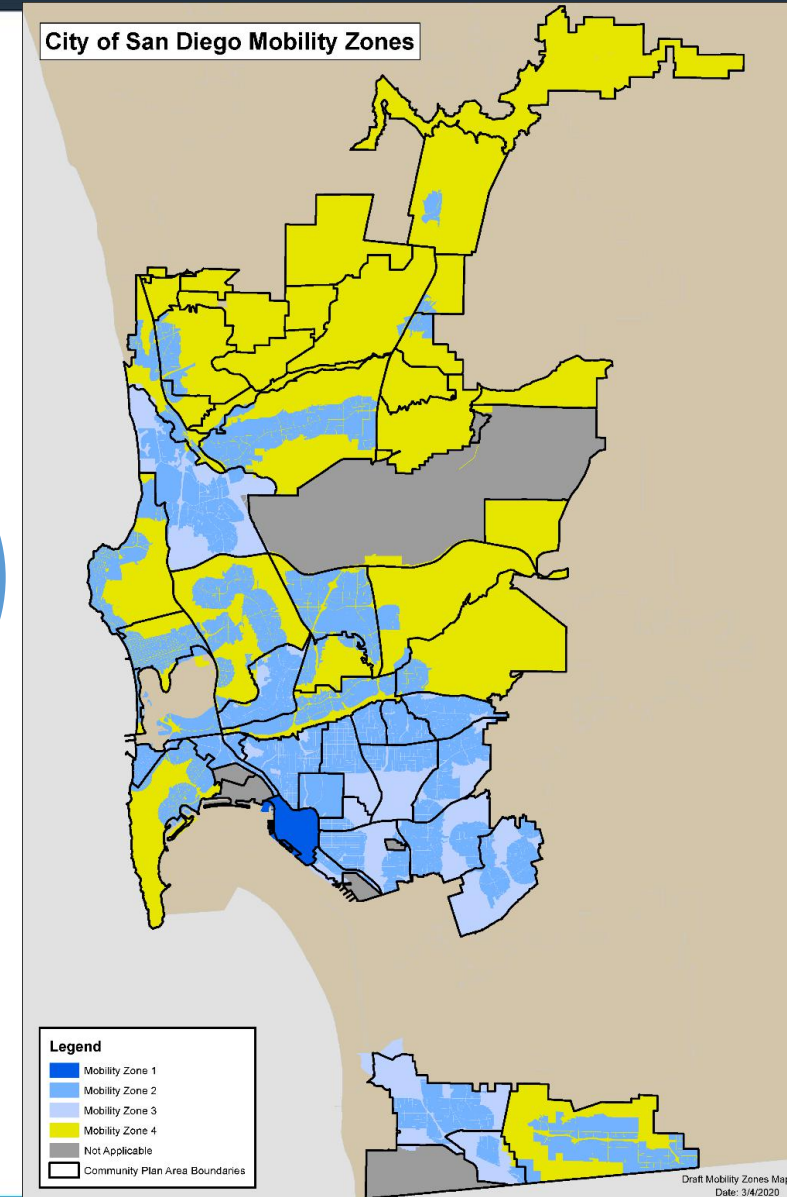 City of San Diego Mobility Zones
Legend
Mobility Zone 1
Mobility Zone 2
Mobility Zone 3
Mobility Zone 4
Not Applicable
Community Plan Area Boundaries
Draft Mobility Zones Map
Date: 3/4/2020